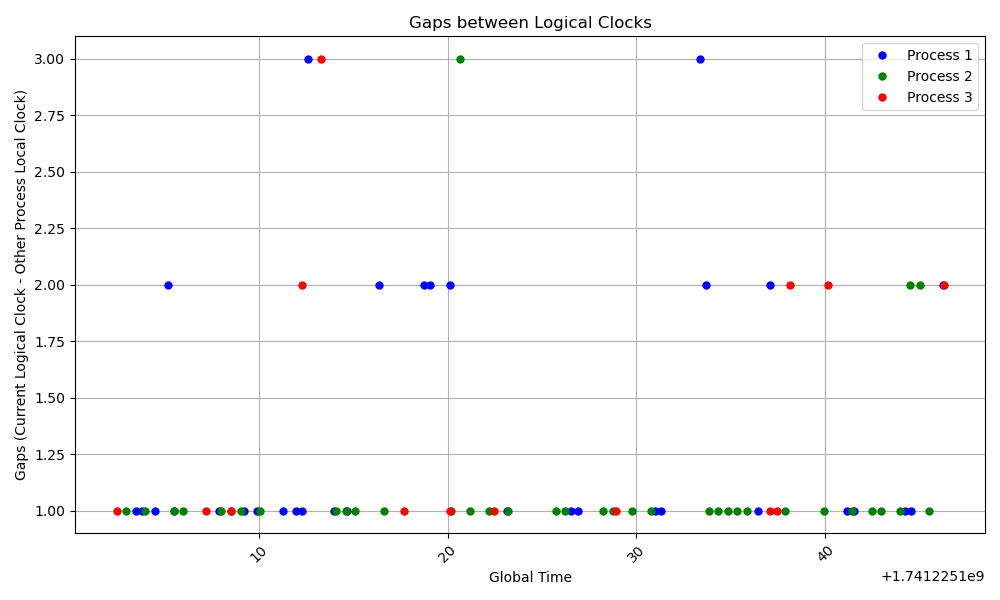 Gaps between Logical Clocks
Gaps (Current Logical Clock - Other Process Local Clock)
3.00
2.75
2.50
2.25
2.00
1.75
1.50
1.25
1.00
Process 1
Process 2
Process 3
10
20
30
40
Global Time
+1.7412251e9